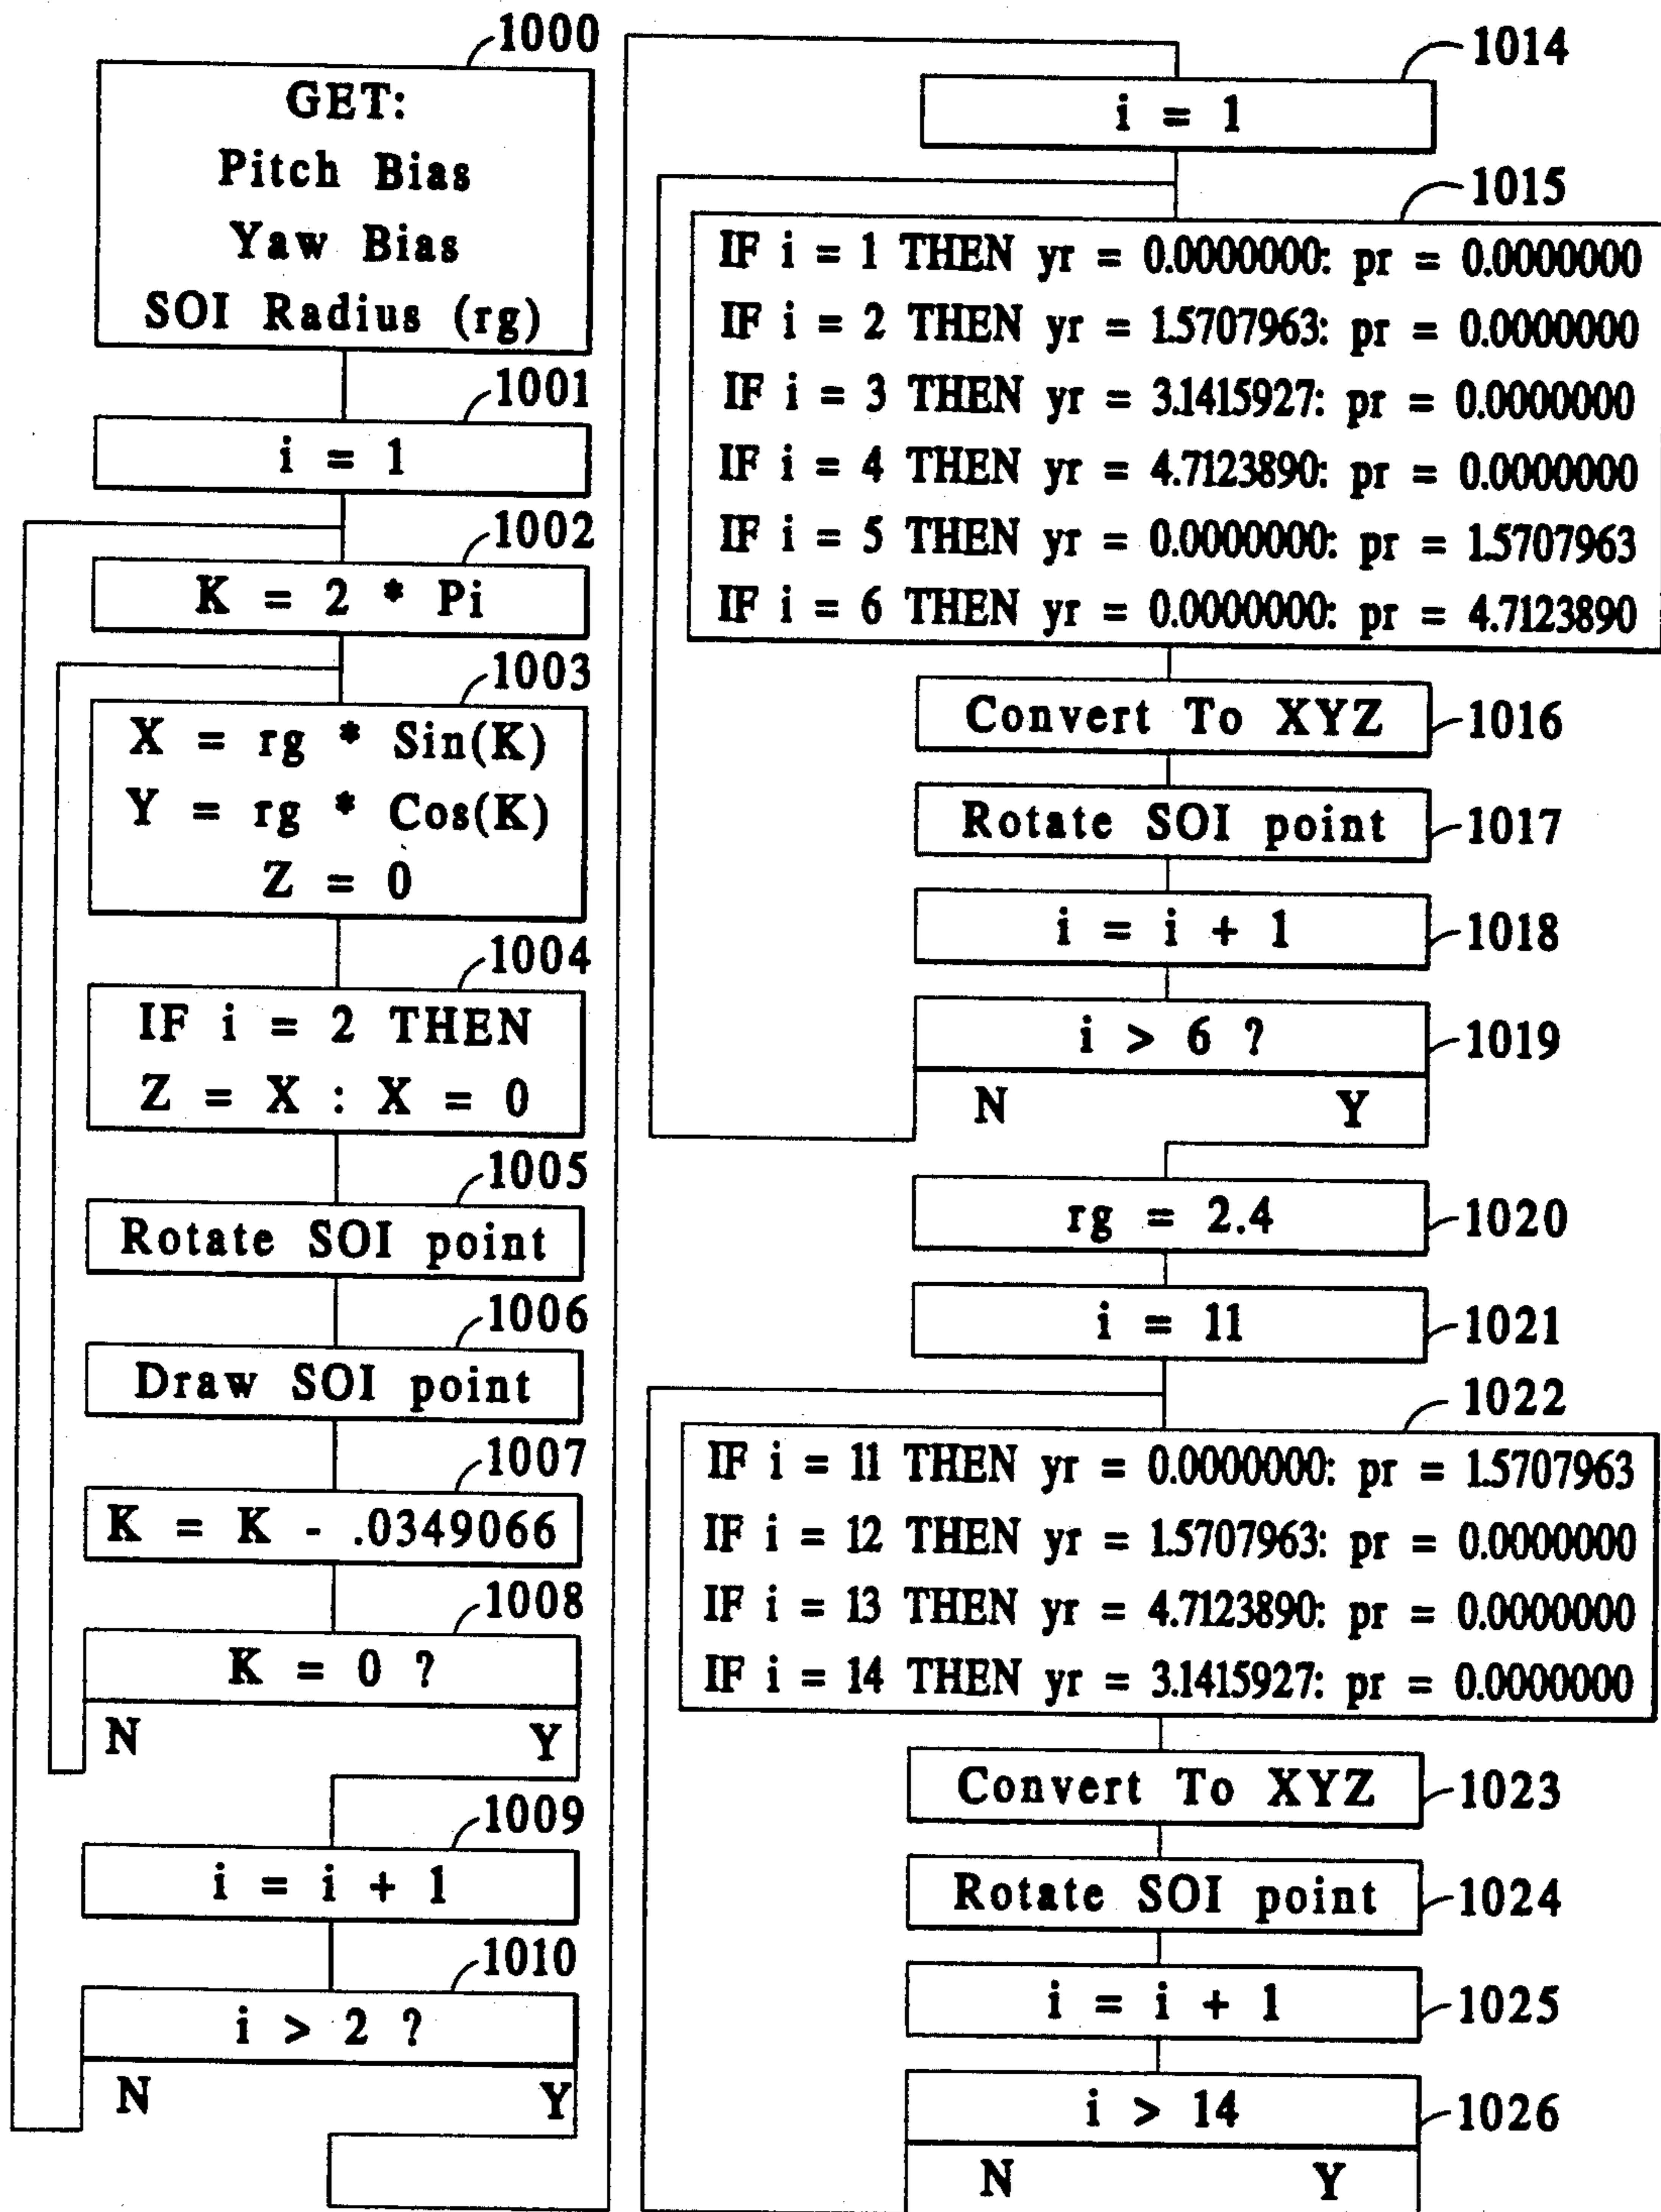 1000
GET:
Pitch Bias
Yaw Bias
SOI Radius (rg)
1001
i = 1
1002
K = 2 * Pi
1003
X = rg * Sin(K)
Y = rg * Cos(K)
Z = 0
1004
IF i = 2 THEN
Z = X : X = 0
1005
Rotate SOI point
1006
Draw SOI point
1007
K = K - .0349066
1008
K = 0 ?
N Y
1009
i = i + 1
1010
i > 2 ?
N Y
1014
i = 1
1015
IF i = 1 THEN yr = 0.0000000: pr = 0.0000000
IF i = 2 THEN yr = 1.5707963: pr = 0.0000000
IF i = 3 THEN yr = 3.1415927: pr = 0.0000000
IF i = 4 THEN yr = 4.7123890: pr = 0.0000000
IF i = 5 THEN yr = 0.0000000: pr = 1.5707963
IF i = 6 THEN yr = 0.0000000: pr = 4.7123890
Convert To XYZ 1016
Rotate SOI point 1017
i = i + 1 1018
i > 6 ? 1019
N Y
rg = 2.4 1020
i = 11 1021
1022
IF i = 11 THEN yr = 0.0000000: pr = 1.5707963
IF i = 12 THEN yr = 1.5707963: pr = 0.0000000
IF i = 13 THEN yr = 4.7123890: pr = 0.0000000
IF i = 14 THEN yr = 3.1415927: pr = 0.0000000
Convert To XYZ 1023
Rotate SOI point 1024
i = i + 1 1025
i > 14 1026
N Y